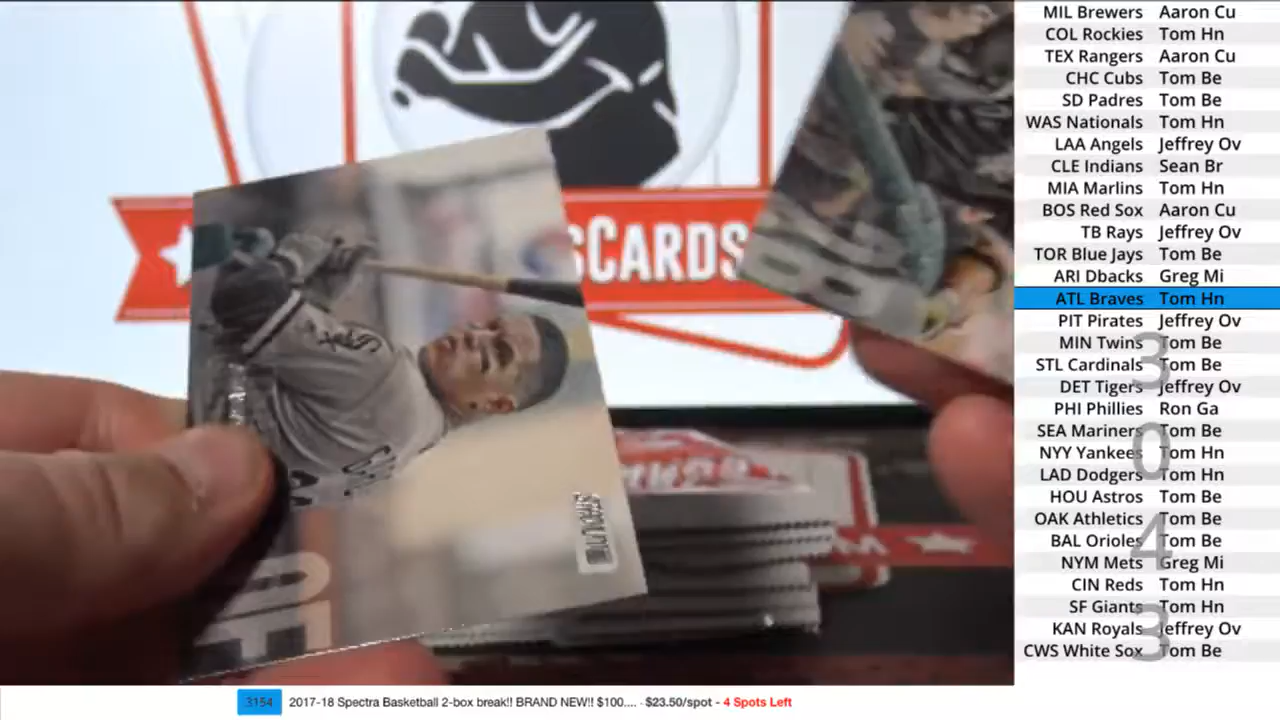 MIL Brewers Aaron Cu
COL Rockies Tom Hn
TEX Rangers Aaron Cu
CHC Cubs Tom Be
SD Padres Tom Be
WAS Nationals Tom Hn
LAA Angels Jeffrey Ov
CLE Indians Sean Br
MIA Marlins Tom Hn
BOS Red Sox Aaron Cu
TB Rays Jeffrey Ov
TOR Blue Jays Tom Be
ARI Dbacks Greg Mi
ATL Braves Tom Hn
PIT Pirates Jeffrey Ov
MIN Twins Tom Be
STL Cardinals Tom Be
DET Tigers Jeffrey Ov
PHI Phillies Ron Ga
SEA Mariners Tom Be
NYY Yankees Tom Hn
LAD Dodgers Tom Hn
HOU Astros Tom Be
OAK Athletics Tom Be
BAL Orioles Tom Be
NYM Mets Greg Mi
CIN Reds Tom Hn
SF Giants Tom Hn
KAN Royals Jeffrey Ov
CWS White Sox Tom Be
3
0
4
3
SCARDS
3154 2017-18 Spectra Basketball 2-box break!! BRAND NEW!! $100.... - $23.50/spot - 4 Spots Left